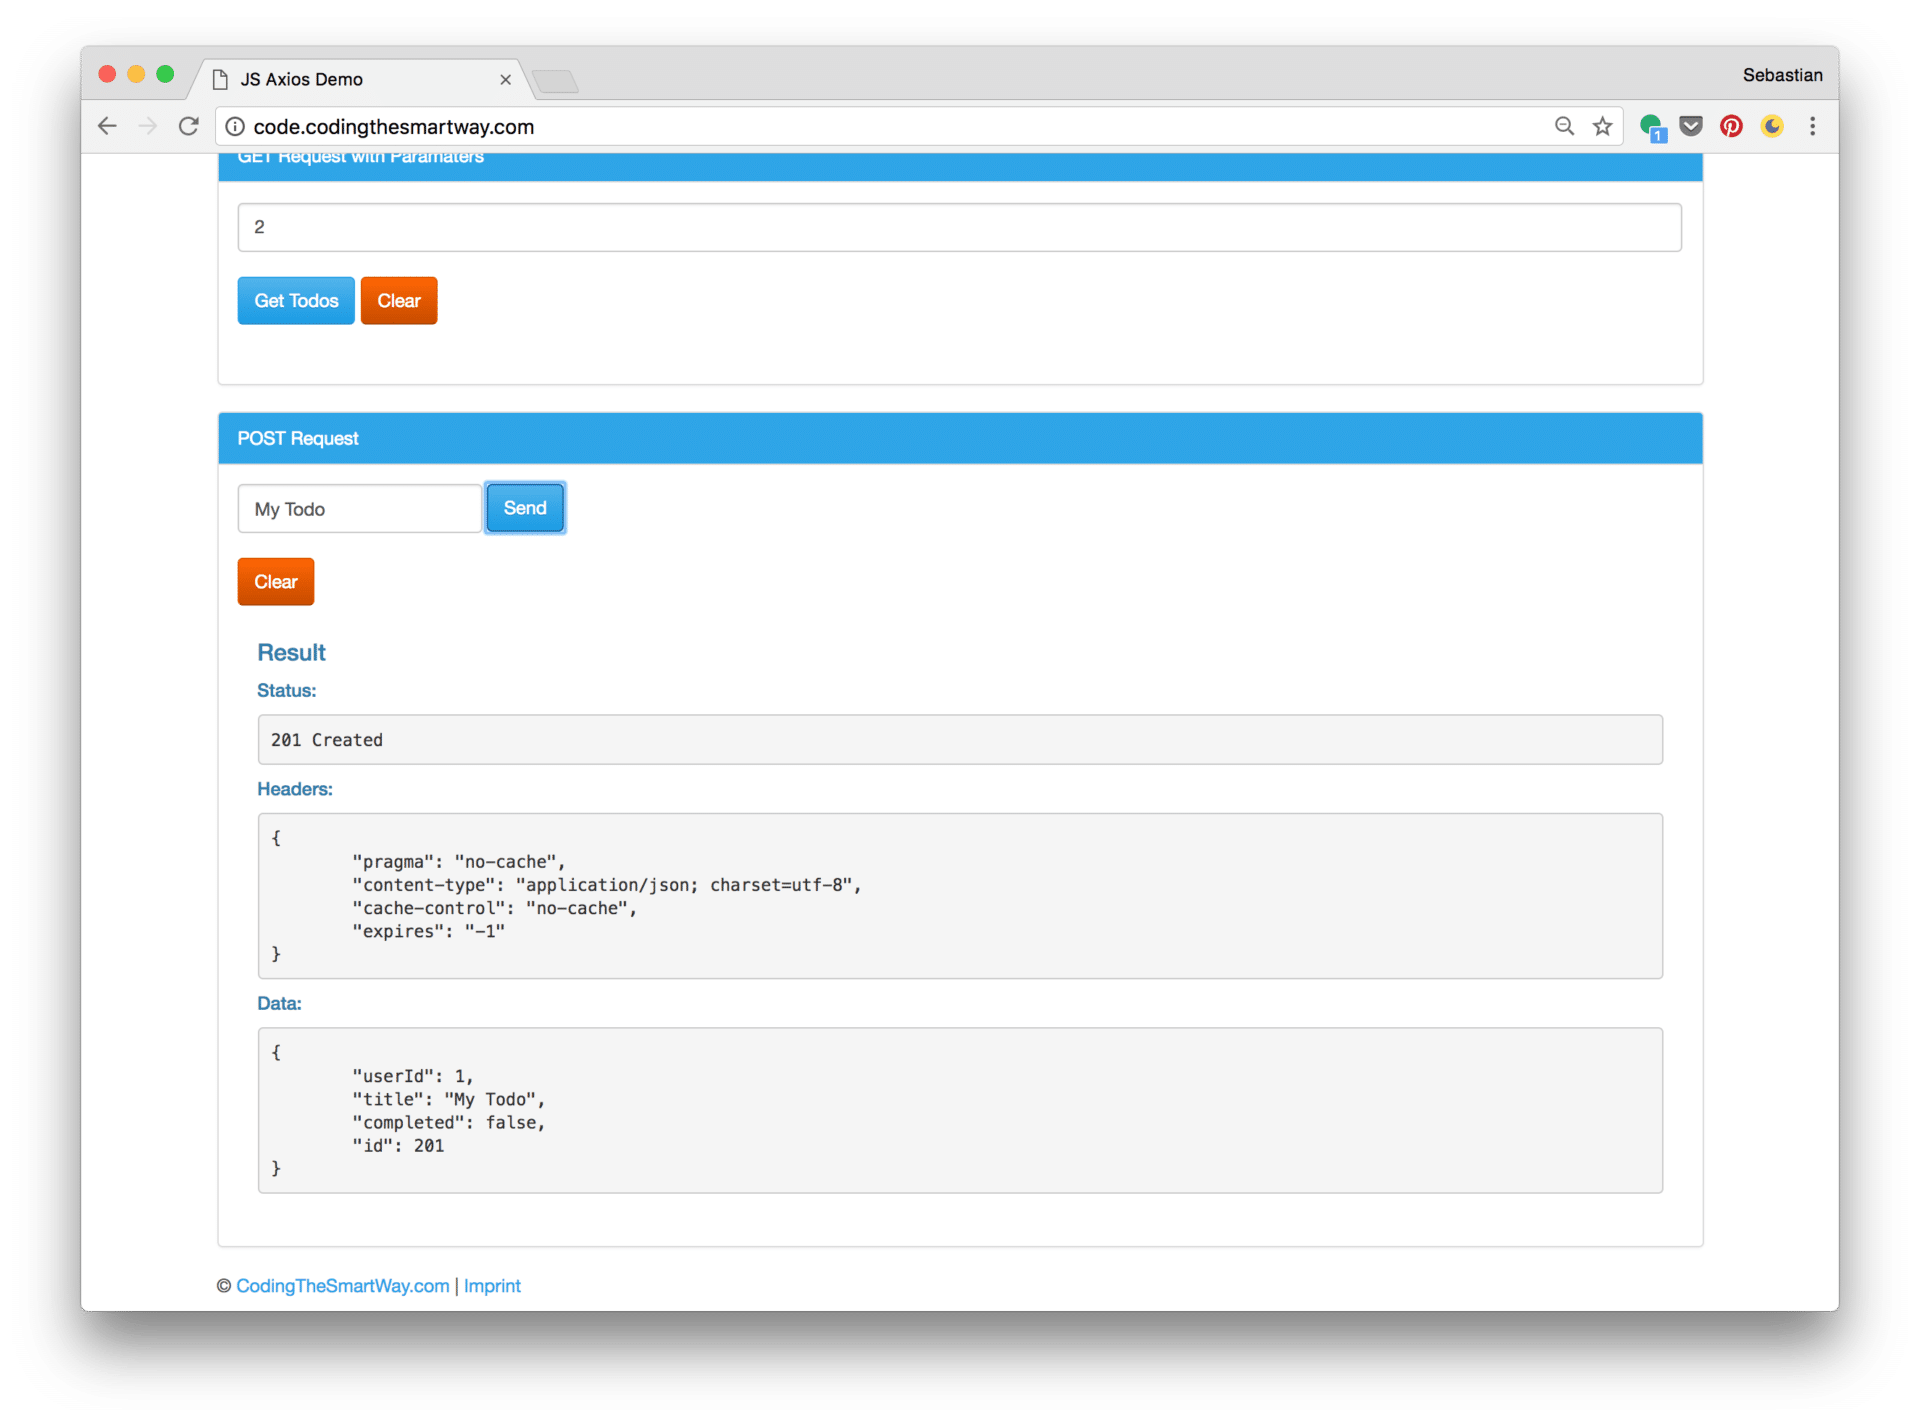 JS Axios Demo
Sebastian
code.codingthesmartway.com
1
GET Request with Paramaters
2
Get Todos Clear
POST Request
My Todo Send
Clear
Result
Status:
201 Created
Headers:
{
"pragma": "no-cache",
"content-type": "application/json; charset=utf-8",
"cache-control": "no-cache",
"expires": "-1"
}
Data:
{
"userId": 1,
"title": "My Todo",
"completed": false,
"id": 201
}
© CodingTheSmartWay.com | Imprint